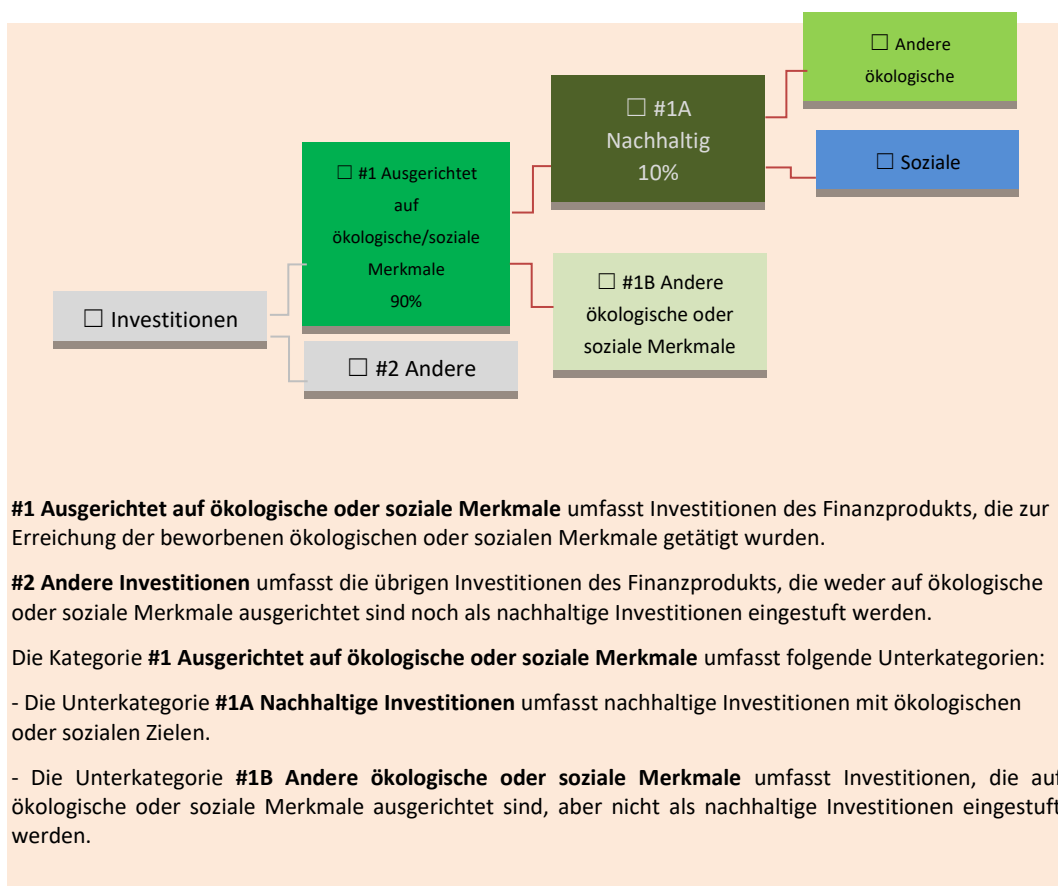 ☐ Andere
ökologische
☐ #1A
Nachhaltig
10%
☐ Soziale
☐ #1 Ausgerichtet
auf
ökologische/soziale
Merkmale
90%
☐ #1B Andere
ökologische oder
soziale Merkmale
☐ Investitionen
☐ #2 Andere
#1 Ausgerichtet auf ökologische oder soziale Merkmale umfasst Investitionen des Finanzprodukts, die zur
Erreichung der beworbenen ökologischen oder sozialen Merkmale getätigt wurden.
#2 Andere Investitionen umfasst die übrigen Investitionen des Finanzprodukts, die weder auf ökologische
oder soziale Merkmale ausgerichtet sind noch als nachhaltige Investitionen eingestuft werden.
Die Kategorie #1 Ausgerichtet auf ökologische oder soziale Merkmale umfasst folgende Unterkategorien:
- Die Unterkategorie #1A Nachhaltige Investitionen umfasst nachhaltige Investitionen mit ökologischen
oder sozialen Zielen.
- Die Unterkategorie #1B Andere ökologische oder soziale Merkmale umfasst Investitionen, die auf
ökologische oder soziale Merkmale ausgerichtet sind, aber nicht als nachhaltige Investitionen eingestuft
werden.